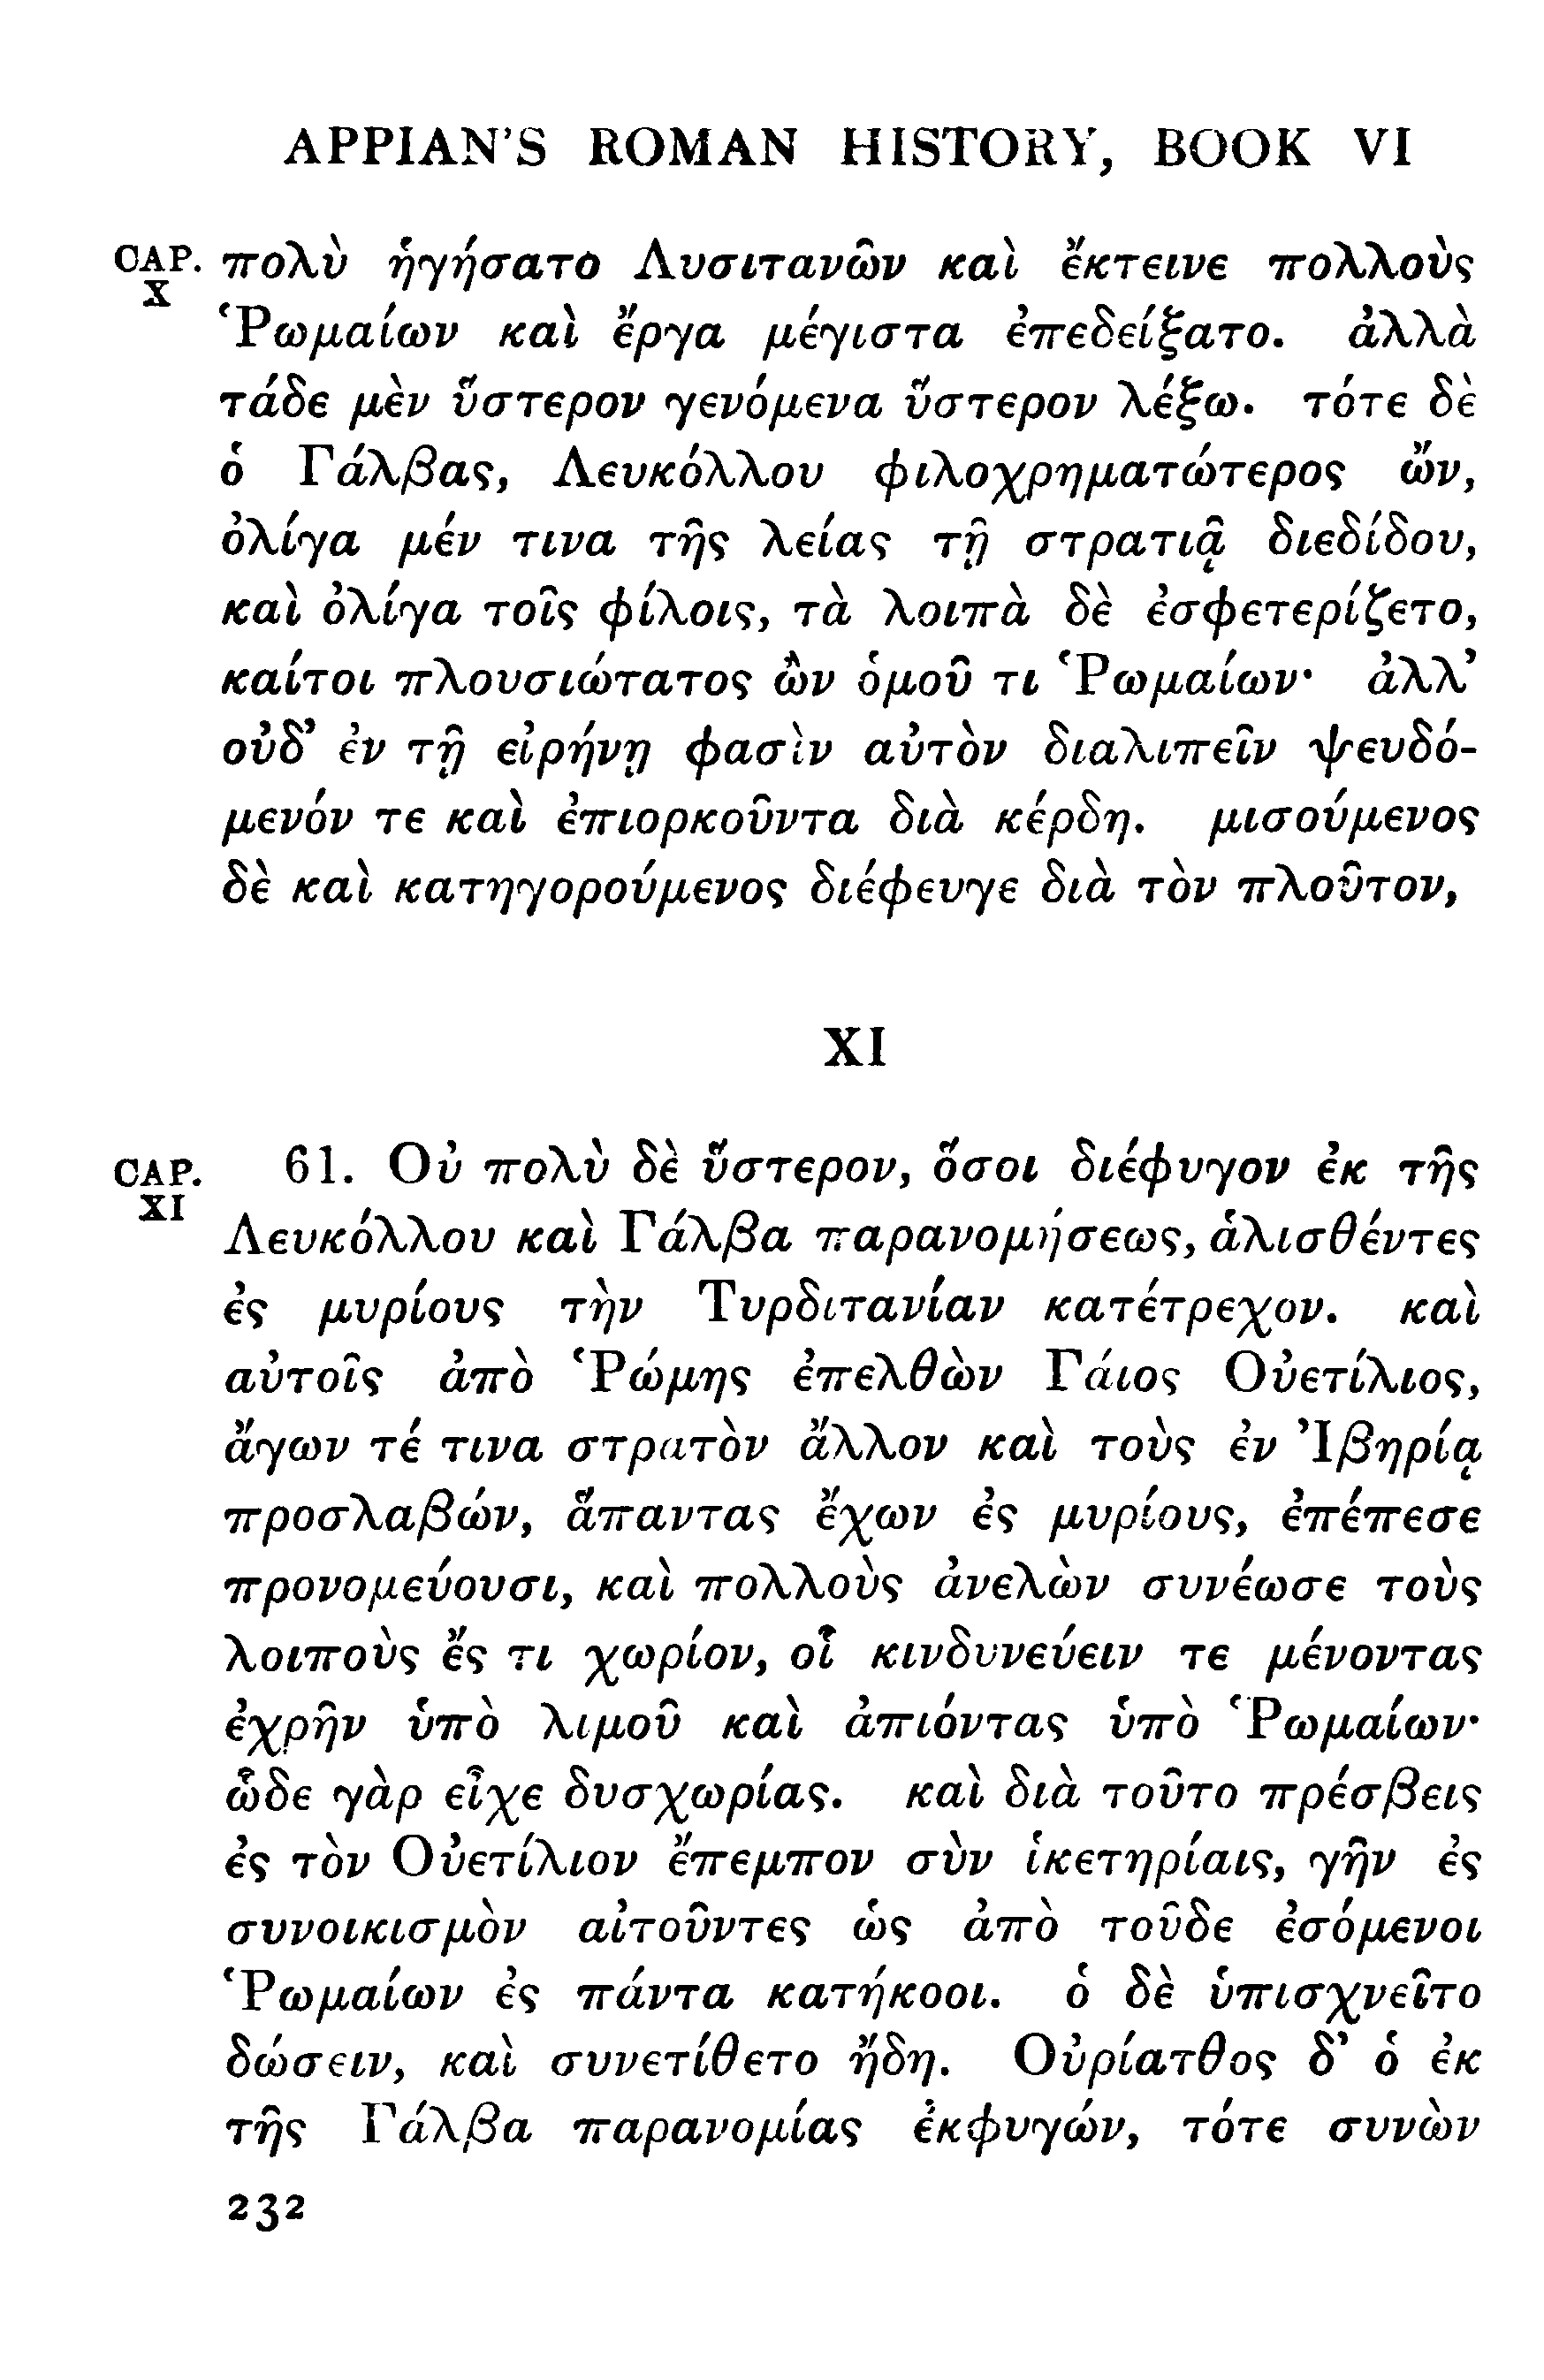 APPIAN'S ROMAN HISTORY, BOOK VI
CAP. X πολὺ ἡγήσατο Λυσιτανῶν καὶ ἔκτεινε πολλοὺς
Ῥωμαίων καὶ ἔργα μέγιστα ἐπεδείξατο. ἀλλὰ
τάδε μὲν ὕστερον γενόμενα ὕστερον λέξω. τότε δὲ
ὁ Γάλβας, Λευκόλλου φιλοχρηματώτερος ὤν,
ὀλίγα μέν τινα τῆς λείας τῇ στρατιᾷ διεδίδου,
καὶ ὀλίγα τοῖς φίλοις, τὰ λοιπὰ δὲ ἐσφετερίζετο,
καίτοι πλουσιώτατος ὢν ὁμοῦ τι Ῥωμαίων· ἀλλ’
οὐδ’ ἐν τῇ εἰρήνῃ φασὶν αὐτὸν διαλιπεῖν ψευδό-
μενόν τε καὶ ἐπιορκοῦντα διὰ κέρδη. μισούμενος
δὲ καὶ κατηγορούμενος διέφευγε διὰ τὸν πλοῦτον,
XI
CAP. XI 61. Οὐ πολὺ δὲ ὕστερον, ὅσοι διέφυγον ἐκ τῆς
Λευκόλλου καὶ Γάλβα παρανομήσεως, ἁλισθέντες
ἐς μυρίους τὴν Τυρδιτανίαν κατέτρεχον. καὶ
αὐτοῖς ἀπὸ Ῥώμης ἐπελθὼν Γάιος Οὐετίλιος,
ἄγων τέ τινα στρατὸν ἄλλον καὶ τοὺς ἐν Ἰβηρίᾳ
προσλαβών, ἅπαντας ἔχων ἐς μυρίους, ἐπέπεσε
προνομεύουσι, καὶ πολλοὺς ἀνελὼν συνέωσε τοὺς
λοιποὺς ἔς τι χωρίον, οἷ κινδυνεύειν τε μένοντας
ἐχρῆν ὑπὸ λιμοῦ καὶ ἀπιόντας ὑπὸ Ῥωμαίων·
ὧδε γὰρ εἶχε δυσχωρίας. καὶ διὰ τοῦτο πρέσβεις
ἐς τὸν Οὐετίλιον ἔπεμπον σὺν ἱκετηρίαις, γῆν ἐς
συνοικισμὸν αἰτοῦντες ὡς ἀπὸ τοῦδε ἐσόμενοι
Ῥωμαίων ἐς πάντα κατήκοοι. ὁ δὲ ὑπισχνεῖτο
δώσειν, καὶ συνετίθετο ἤδη. Οὐρίατθος δ’ ὁ ἐκ
τῆς Γάλβα παρανομίας ἐκφυγών, τότε συνὼν
232